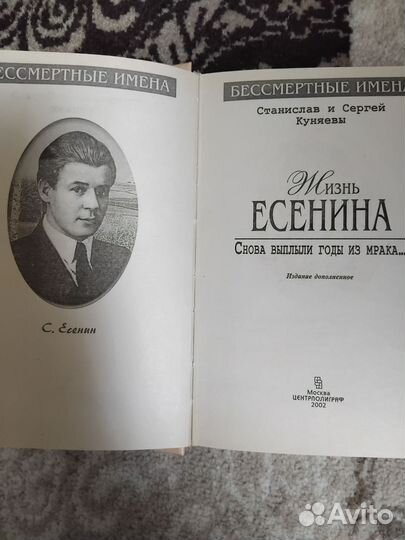 БЕССМЕРТНЫЕ ИМЕНА
С. Есенин
БЕССМЕРТНЫЕ ИМЕНА
Станислав и Сергей
Куняевы
Жизнь
ЕСЕНИНА
СНОВА ВЫПЛЫЛИ ГОДЫ ИЗ МРАКА...
Издание дополненное
Москва
ЦЕНТРПОЛИГРАФ
2002
Avito